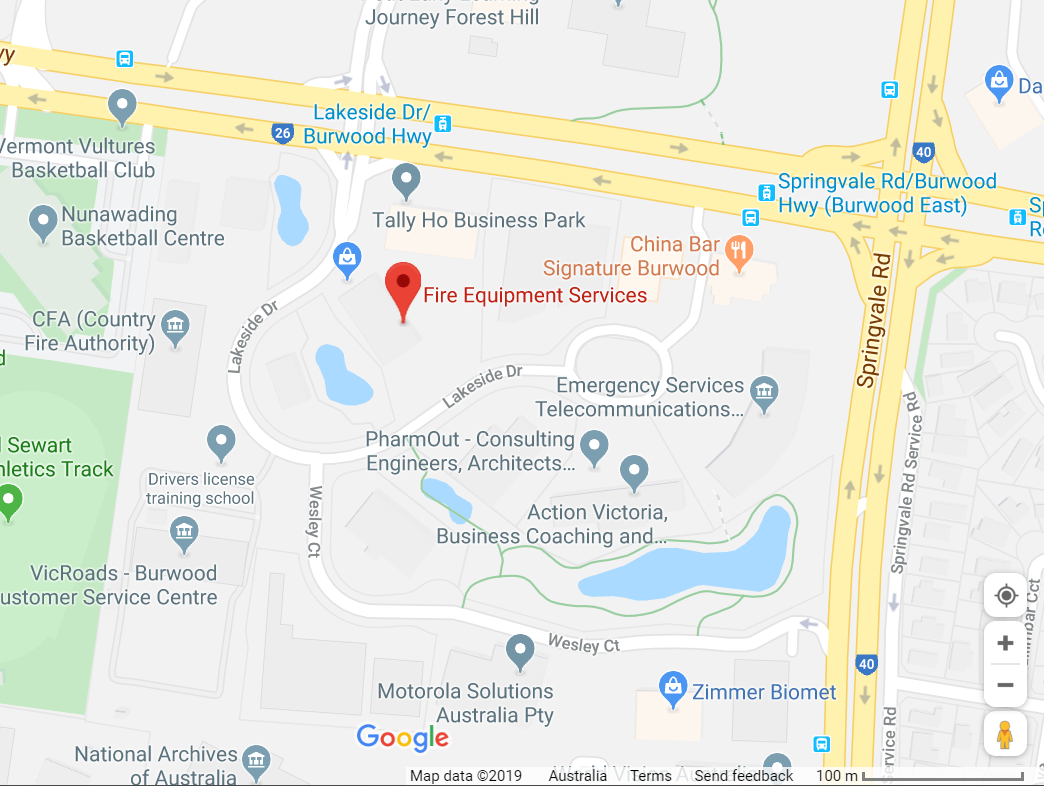 Journey Forest Hill
Lakeside Dr/
Burwood Hwy
26
40
Da
Vermont Vultures
Basketball Club
Springvale Rd/Burwood
Hwy (Burwood East)
Nunawading
Basketball Centre
Tally Ho Business Park
China Bar
Signature Burwood
Springvale Rd
Fire Equipment Services
Lakeside Dr
CFA (Country
Fire Authority)
Lakeside Dr
Emergency Services
Telecommunications...
Springvale Rd Service Rd
Sewart
PharmOut - Consulting
Engineers, Architects...
Drivers license
training school
Wesley Ct
Action Victoria,
Business Coaching and...
VicRoads - Burwood
ustomer Service Centre
Wesley Ct
40
Motorola Solutions
Australia Pty
Zimmer Biomet
Service Rd
Google
National Archives
of Australia
Map data ©2019 Australia Terms Send feedback 100 m